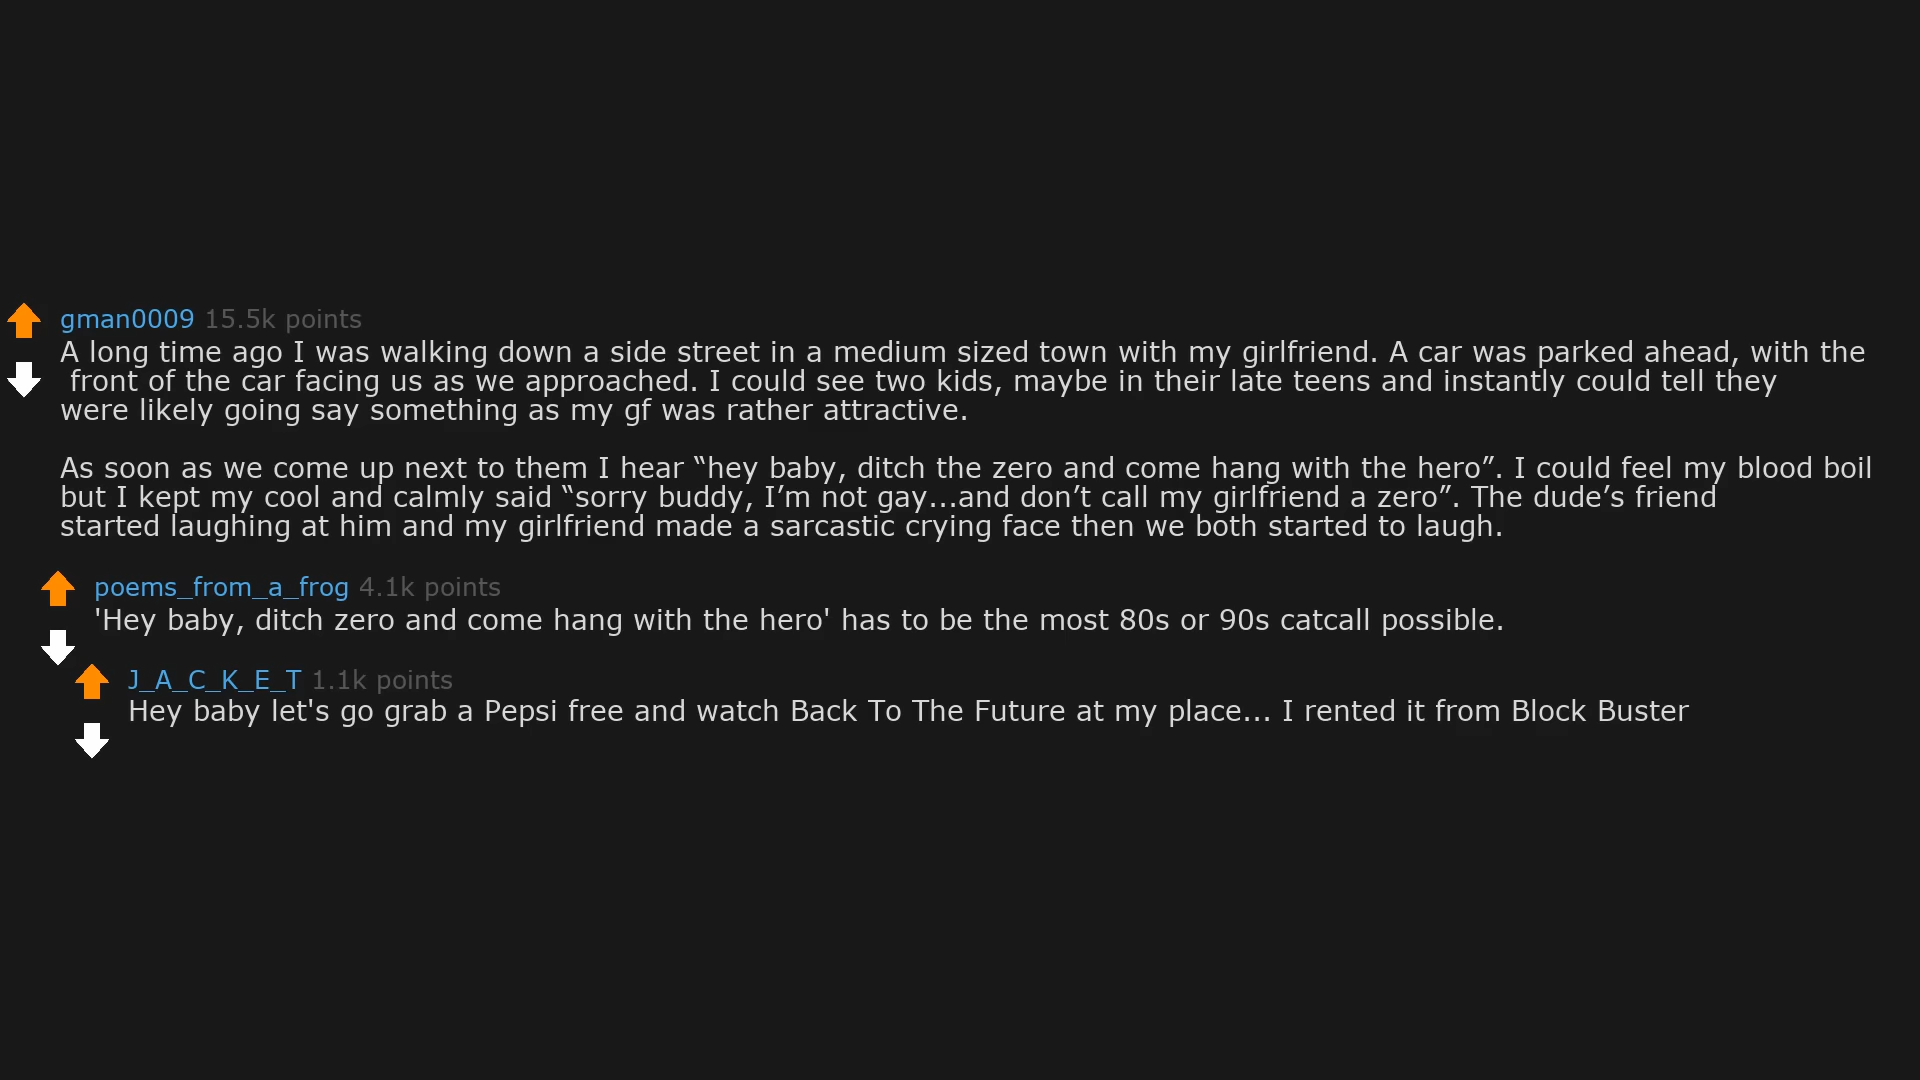 gman0009 15.5k points
A long time ago I was walking down a side street in a medium sized town with my girlfriend. A car was parked ahead, with the
front of the car facing us as we approached. I could see two kids, maybe in their late teens and instantly could tell they
were likely going say something as my gf was rather attractive.
As soon as we come up next to them I hear “hey baby, ditch the zero and come hang with the hero”. I could feel my blood boil
but I kept my cool and calmly said “sorry buddy, I’m not gay...and don’t call my girlfriend a zero”. The dude’s friend
started laughing at him and my girlfriend made a sarcastic crying face then we both started to laugh.
poems_from_a_frog 4.1k points
'Hey baby, ditch zero and come hang with the hero' has to be the most 80s or 90s catcall possible.
J_A_C_K_E_T 1.1k points
Hey baby let's go grab a Pepsi free and watch Back To The Future at my place... I rented it from Block Buster